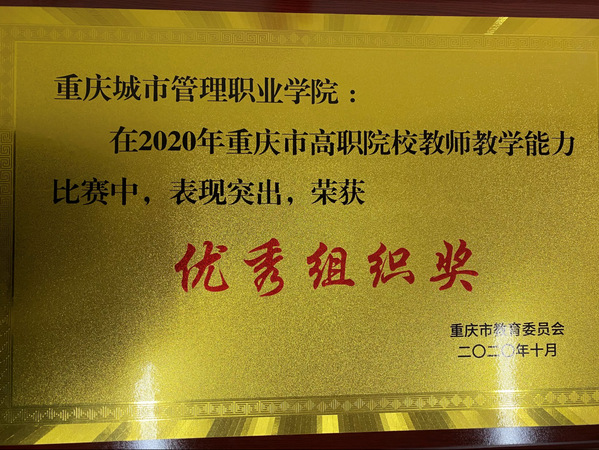 重庆城市管理职业学院：
在2020年重庆市高职院校教师教学能力
比赛中，表现突出，荣获
优秀组织奖
重庆市教育委员会
二〇二〇年十月